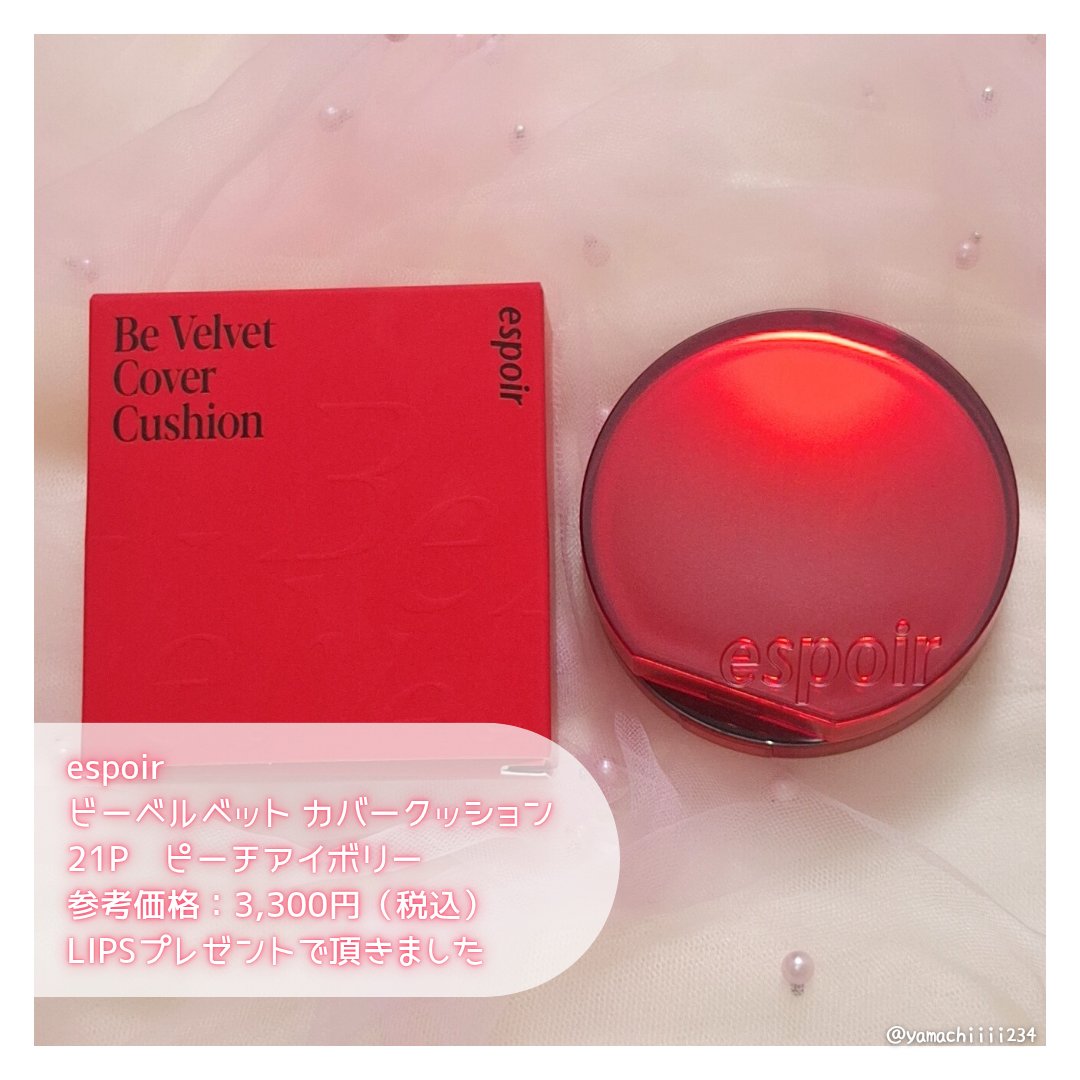 Be Velvet
Cover
Cushion
espoir
espoir
espoir
ビーベルベット カバークッション
21P　ピーチアイボリー
参考価格：3,300円（税込）
LIPSプレゼントで頂きました
@yamachiiii234